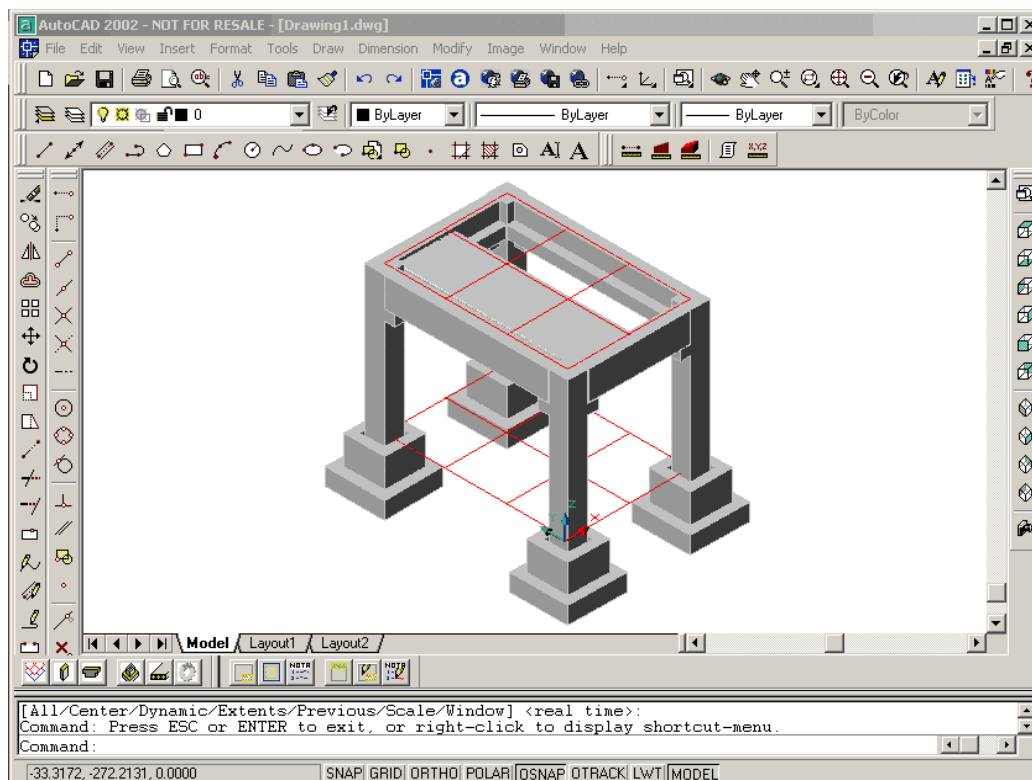 AutoCAD 2002 - NOT FOR RESALE - [Drawing1.dwg]
File Edit View Insert Format Tools Draw Dimension Modify Image Window Help
0 ByLayer ByLayer ByLayer ByColor
AI A X,Y,Z
Z
Y X
Model Layout1 Layout2
NOTA NOTA
[All/Center/Dynamic/Extents/Previous/Scale/Window] <real time>:
Command: Press ESC or ENTER to exit, or right-click to display shortcut-menu.
Command:
-33.3172, -272.2131, 0.0000 SNAP GRID ORTHO POLAR OSNAP OTRACK LWT MODEL